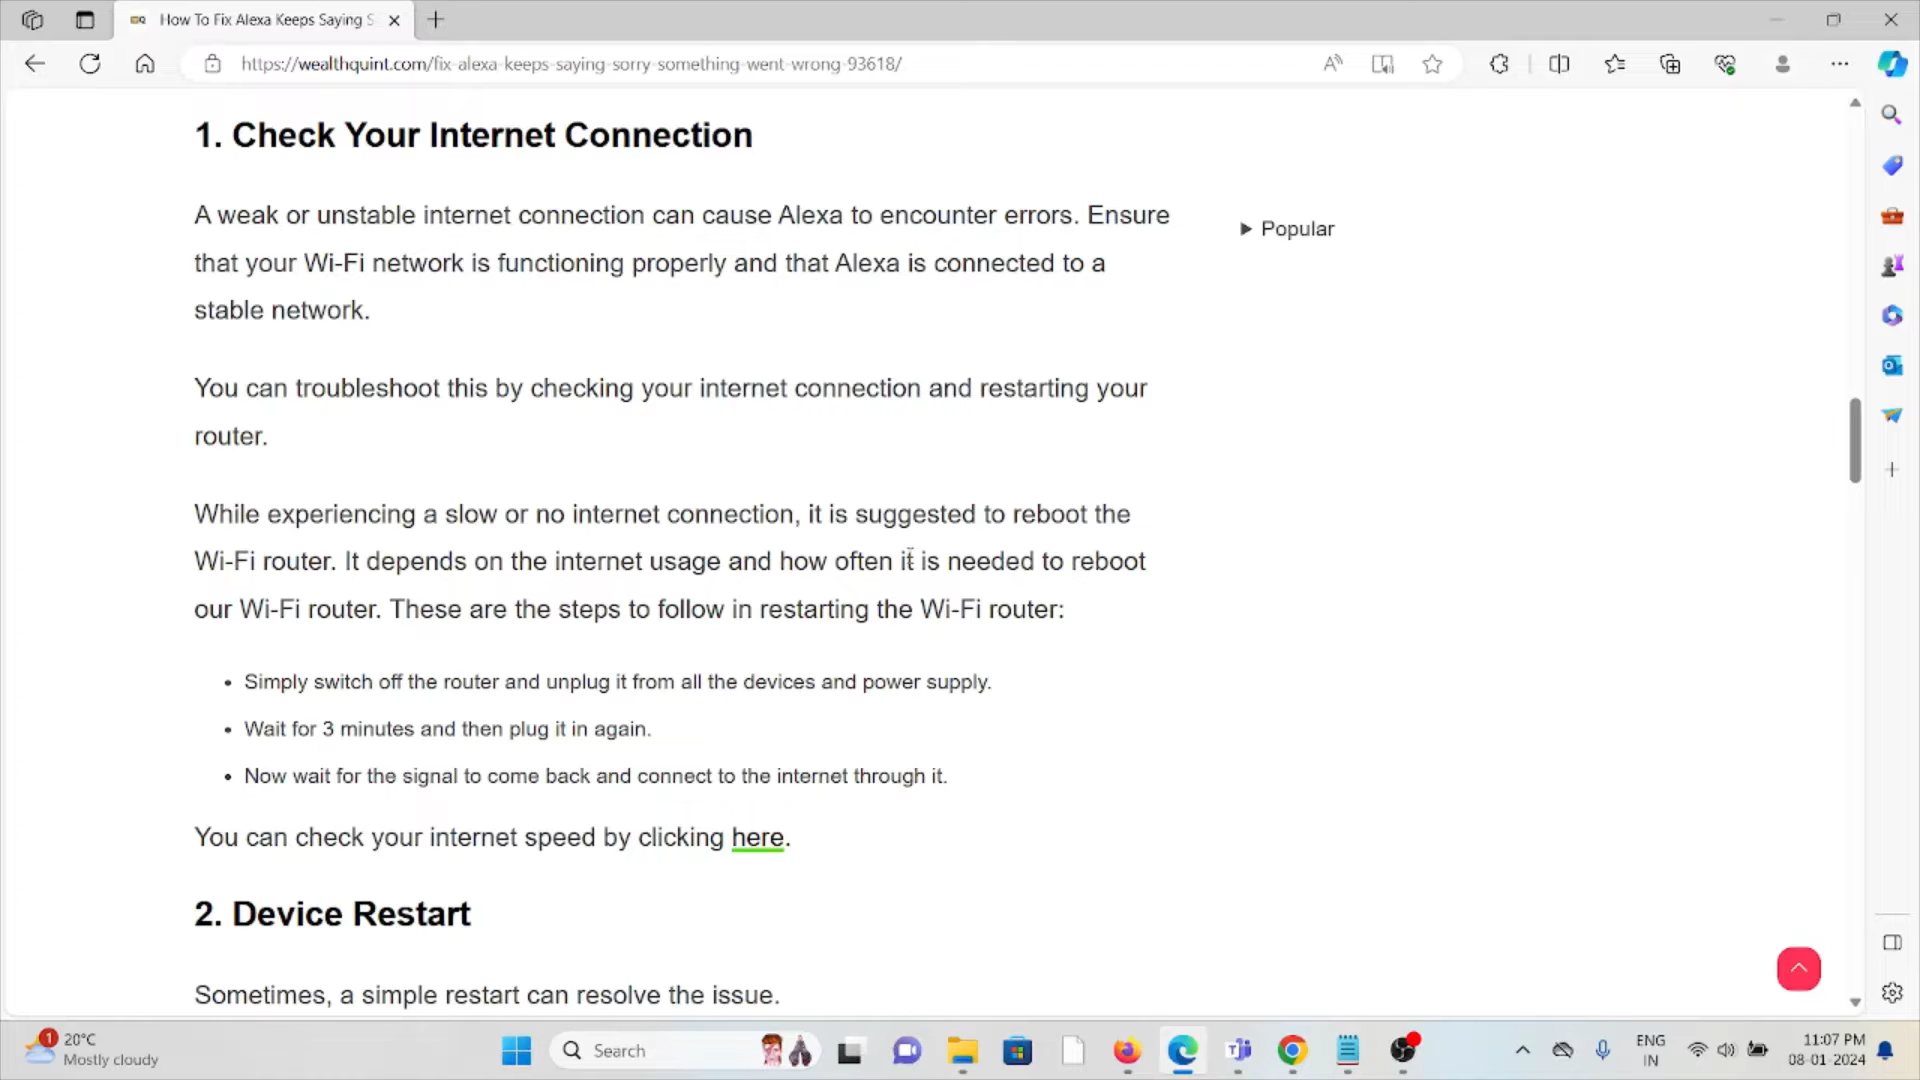 How To Fix Alexa Keeps Saying S
https://wealthquint.com/fix-alexa-keeps-saying-sorry-something-went-wrong-93618/
1. Check Your Internet Connection
A weak or unstable internet connection can cause Alexa to encounter errors. Ensure
that your Wi-Fi network is functioning properly and that Alexa is connected to a
stable network.
Popular
You can troubleshoot this by checking your internet connection and restarting your
router.
While experiencing a slow or no internet connection, it is suggested to reboot the
Wi-Fi router. It depends on the internet usage and how often it is needed to reboot
our Wi-Fi router. These are the steps to follow in restarting the Wi-Fi router:
• Simply switch off the router and unplug it from all the devices and power supply.
• Wait for 3 minutes and then plug it in again.
• Now wait for the signal to come back and connect to the internet through it.
You can check your internet speed by clicking here.
2. Device Restart
Sometimes, a simple restart can resolve the issue.
1
20°C
Mostly cloudy
Search
ENG
IN
11:07 PM
08-01-2024